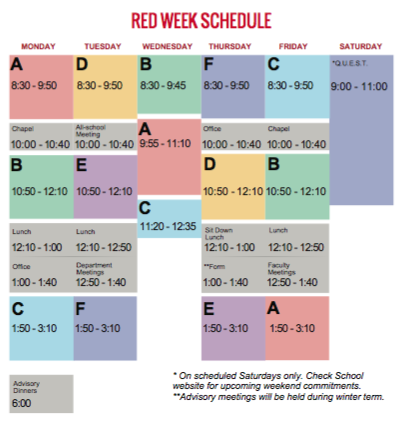 RED WEEK SCHEDULE
MONDAY TUESDAY WEDNESDAY THURSDAY FRIDAY SATURDAY
A
8:30 - 9:50
D
8:30 - 9:50
B
8:30 - 9:45
F
8:30 - 9:50
C
8:30 - 9:50
*Q.U.E.S.T.
9:00 - 11:00
Chapel
10:00 - 10:40
All-school
Meeting
10:00 - 10:40
A
9:55 - 11:10
Office
10:00 - 10:40
Chapel
10:00 - 10:40
B
10:50 - 12:10
E
10:50 - 12:10
C
11:20 - 12:35
D
10:50 - 12:10
B
10:50 - 12:10
Lunch
12:10 - 1:00
Lunch
12:10 - 12:50
Sit Down
Lunch
12:10 - 1:00
Lunch
12:10 - 12:50
Office
1:00 - 1:40
Department
Meetings
12:50 - 1:40
**Form
1:00 - 1:40
Faculty
Meetings
12:50 - 1:40
C
1:50 - 3:10
F
1:50 - 3:10
E
1:50 - 3:10
A
1:50 - 3:10
Advisory
Dinners
6:00
* On scheduled Saturdays only. Check School
website for upcoming weekend commitments.
**Advisory meetings will be held during winter term.